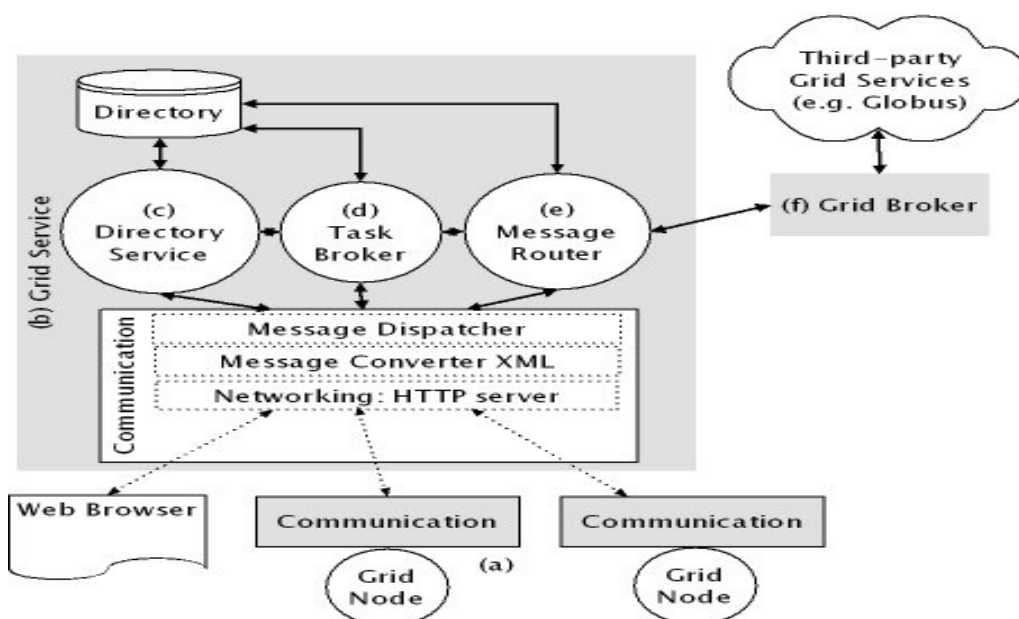 Third-party
Grid Services
(e.g. Globus)
Directory
(b) Grid Service
(c)
Directory
Service
(d)
Task
Broker
(e)
Message
Router
(f) Grid Broker
Communication
Message Dispatcher
Message Converter XML
Networking: HTTP server
Web Browser
Communication
Communication
(a)
Grid
Node
Grid
Node